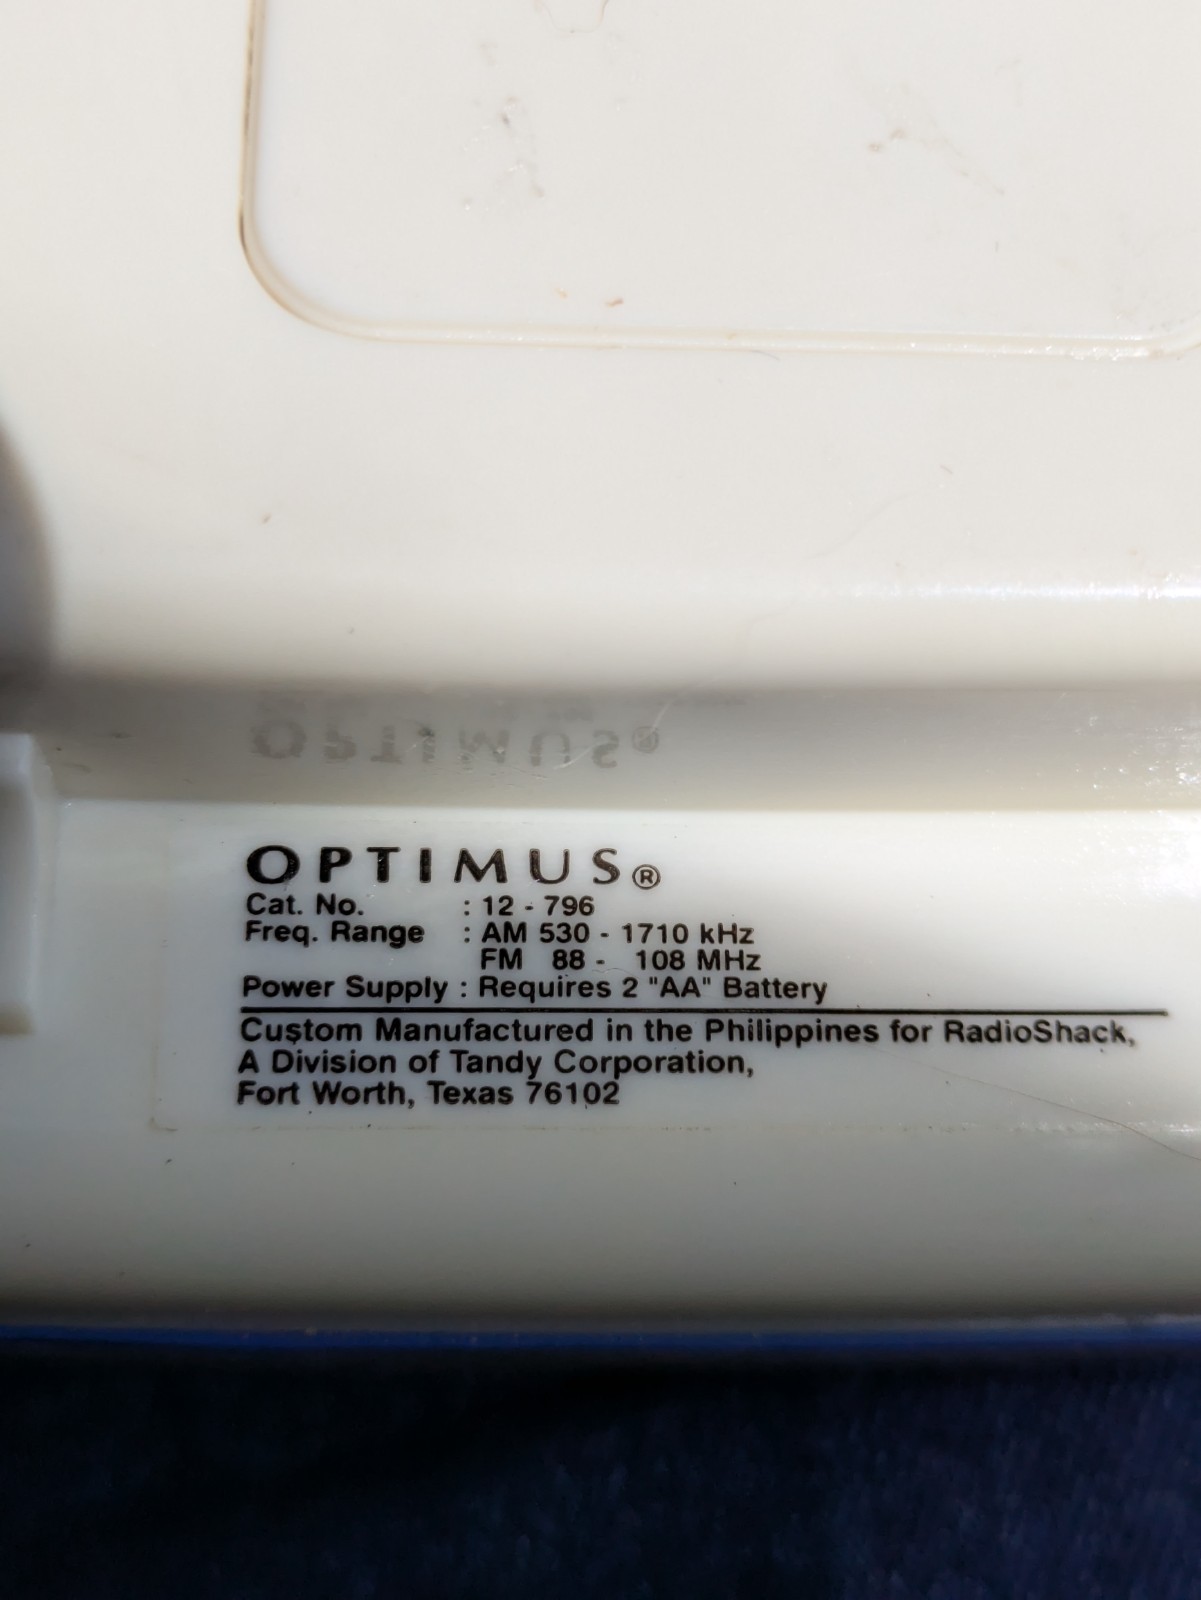 OPTIMUS®
Cat. No. : 12 - 796
Freq. Range : AM 530 - 1710 kHz
FM 88 - 108 MHz
Power Supply : Requires 2 "AA" Battery
Custom Manufactured in the Philippines for RadioShack,
A Division of Tandy Corporation,
Fort Worth, Texas 76102